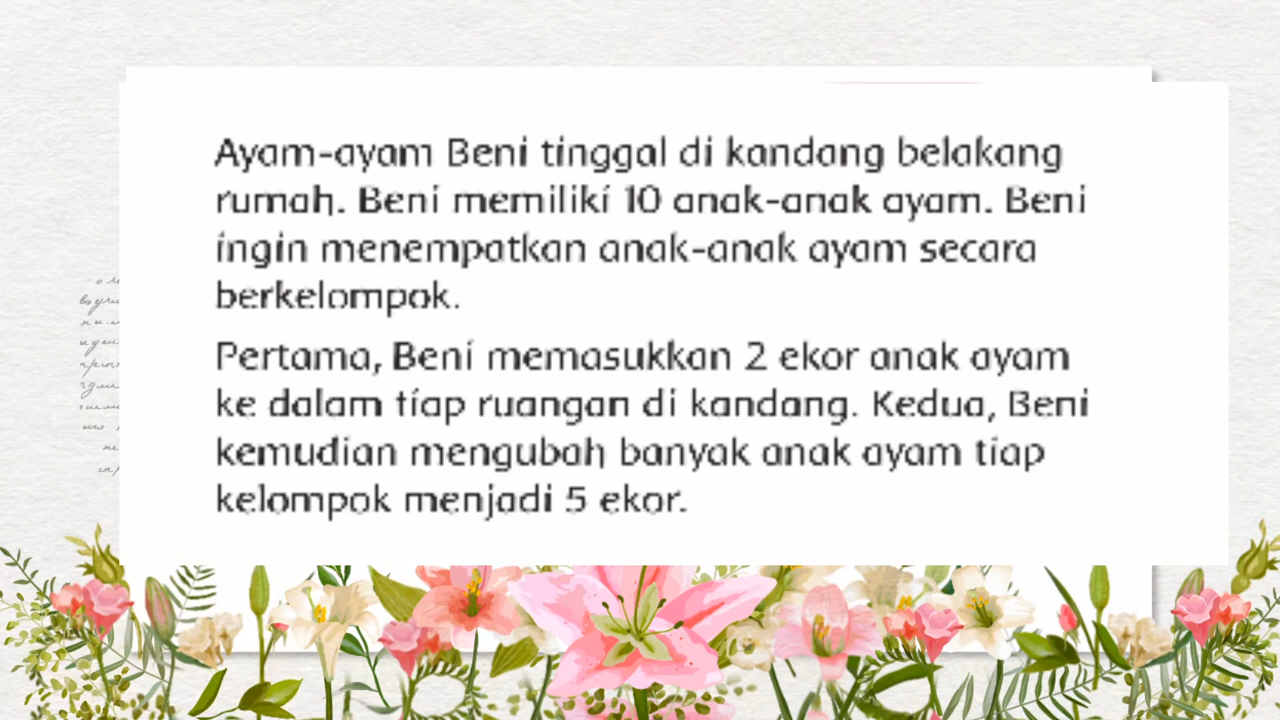 Ayam-ayam Beni tinggal di kandang belakang
rumah. Beni memiliki 10 anak-anak ayam. Beni
ingin menempatkan anak-anak ayam secara
berkelompok.
Pertama, Beni memasukkan 2 ekor anak ayam
ke dalam tiap ruangan di kandang. Kedua, Beni
kemudian mengubah banyak anak ayam tiap
kelompok menjadi 5 ekor.